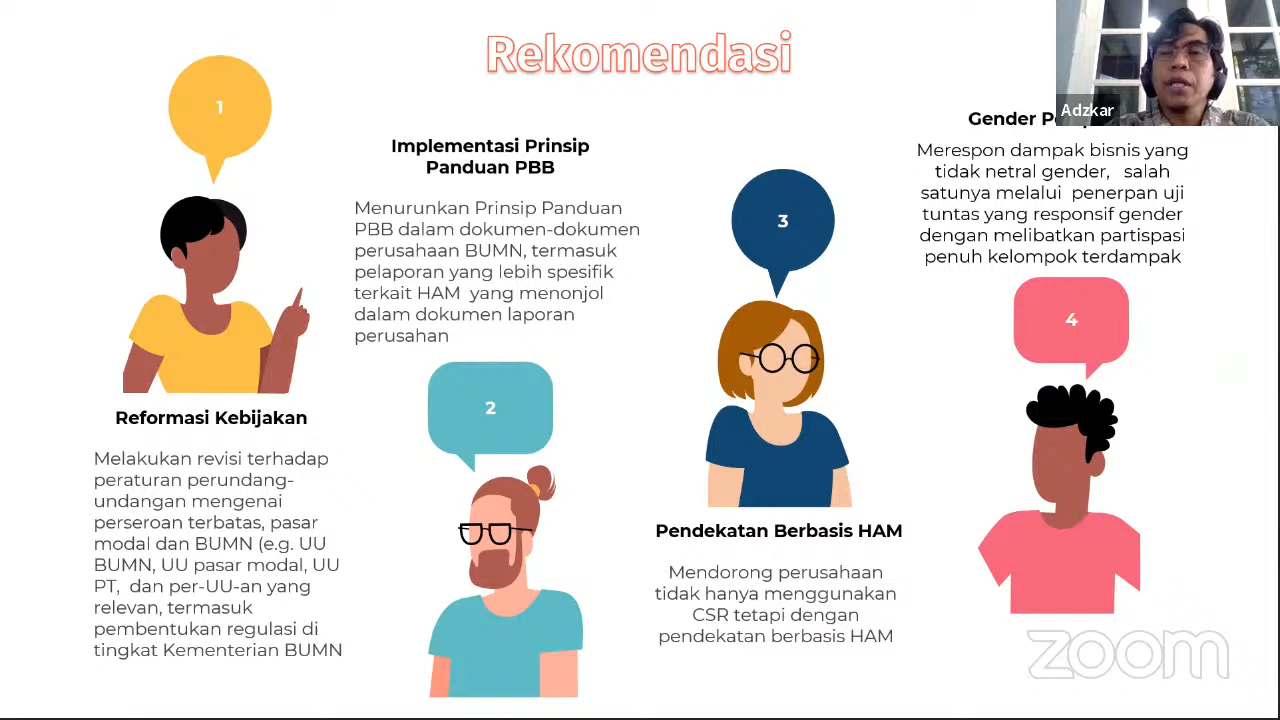 Rekomendasi
1
Reformasi Kebijakan
Melakukan revisi terhadap
peraturan perundang-
undangan mengenai
perseroan terbatas, pasar
modal dan BUMN (e.g. UU
BUMN, UU pasar modal, UU
PT, dan per-UU-an yang
relevan, termasuk
pembentukan regulasi di
tingkat Kementerian BUMN
Implementasi Prinsip
Panduan PBB
Menurunkan Prinsip Panduan
PBB dalam dokumen-dokumen
perusahaan BUMN, termasuk
pelaporan yang lebih spesifik
terkait HAM yang menonjol
dalam dokumen laporan
perusahan
2
3
Pendekatan Berbasis HAM
Mendorong perusahaan
tidak hanya menggunakan
CSR tetapi dengan
pendekatan berbasis HAM
Adzkar
Gender
Merespon dampak bisnis yang
tidak netral gender, salah
satunya melalui penerpan uji
tuntas yang responsif gender
dengan melibatkan partispasi
penuh kelompok terdampak
4
zoom